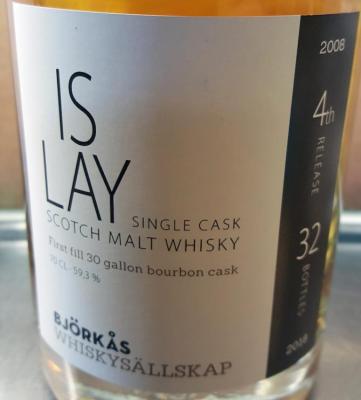 IS
LAY
SINGLE CASK
SCOTCH MALT WHISKY
First fill 30 gallon bourbon cask
70 CL - 59,3 %
BJÖRKÅS
WHISKYSÄLLSKAP
2008
4th
RELEASE
32
BOTTLES
2018